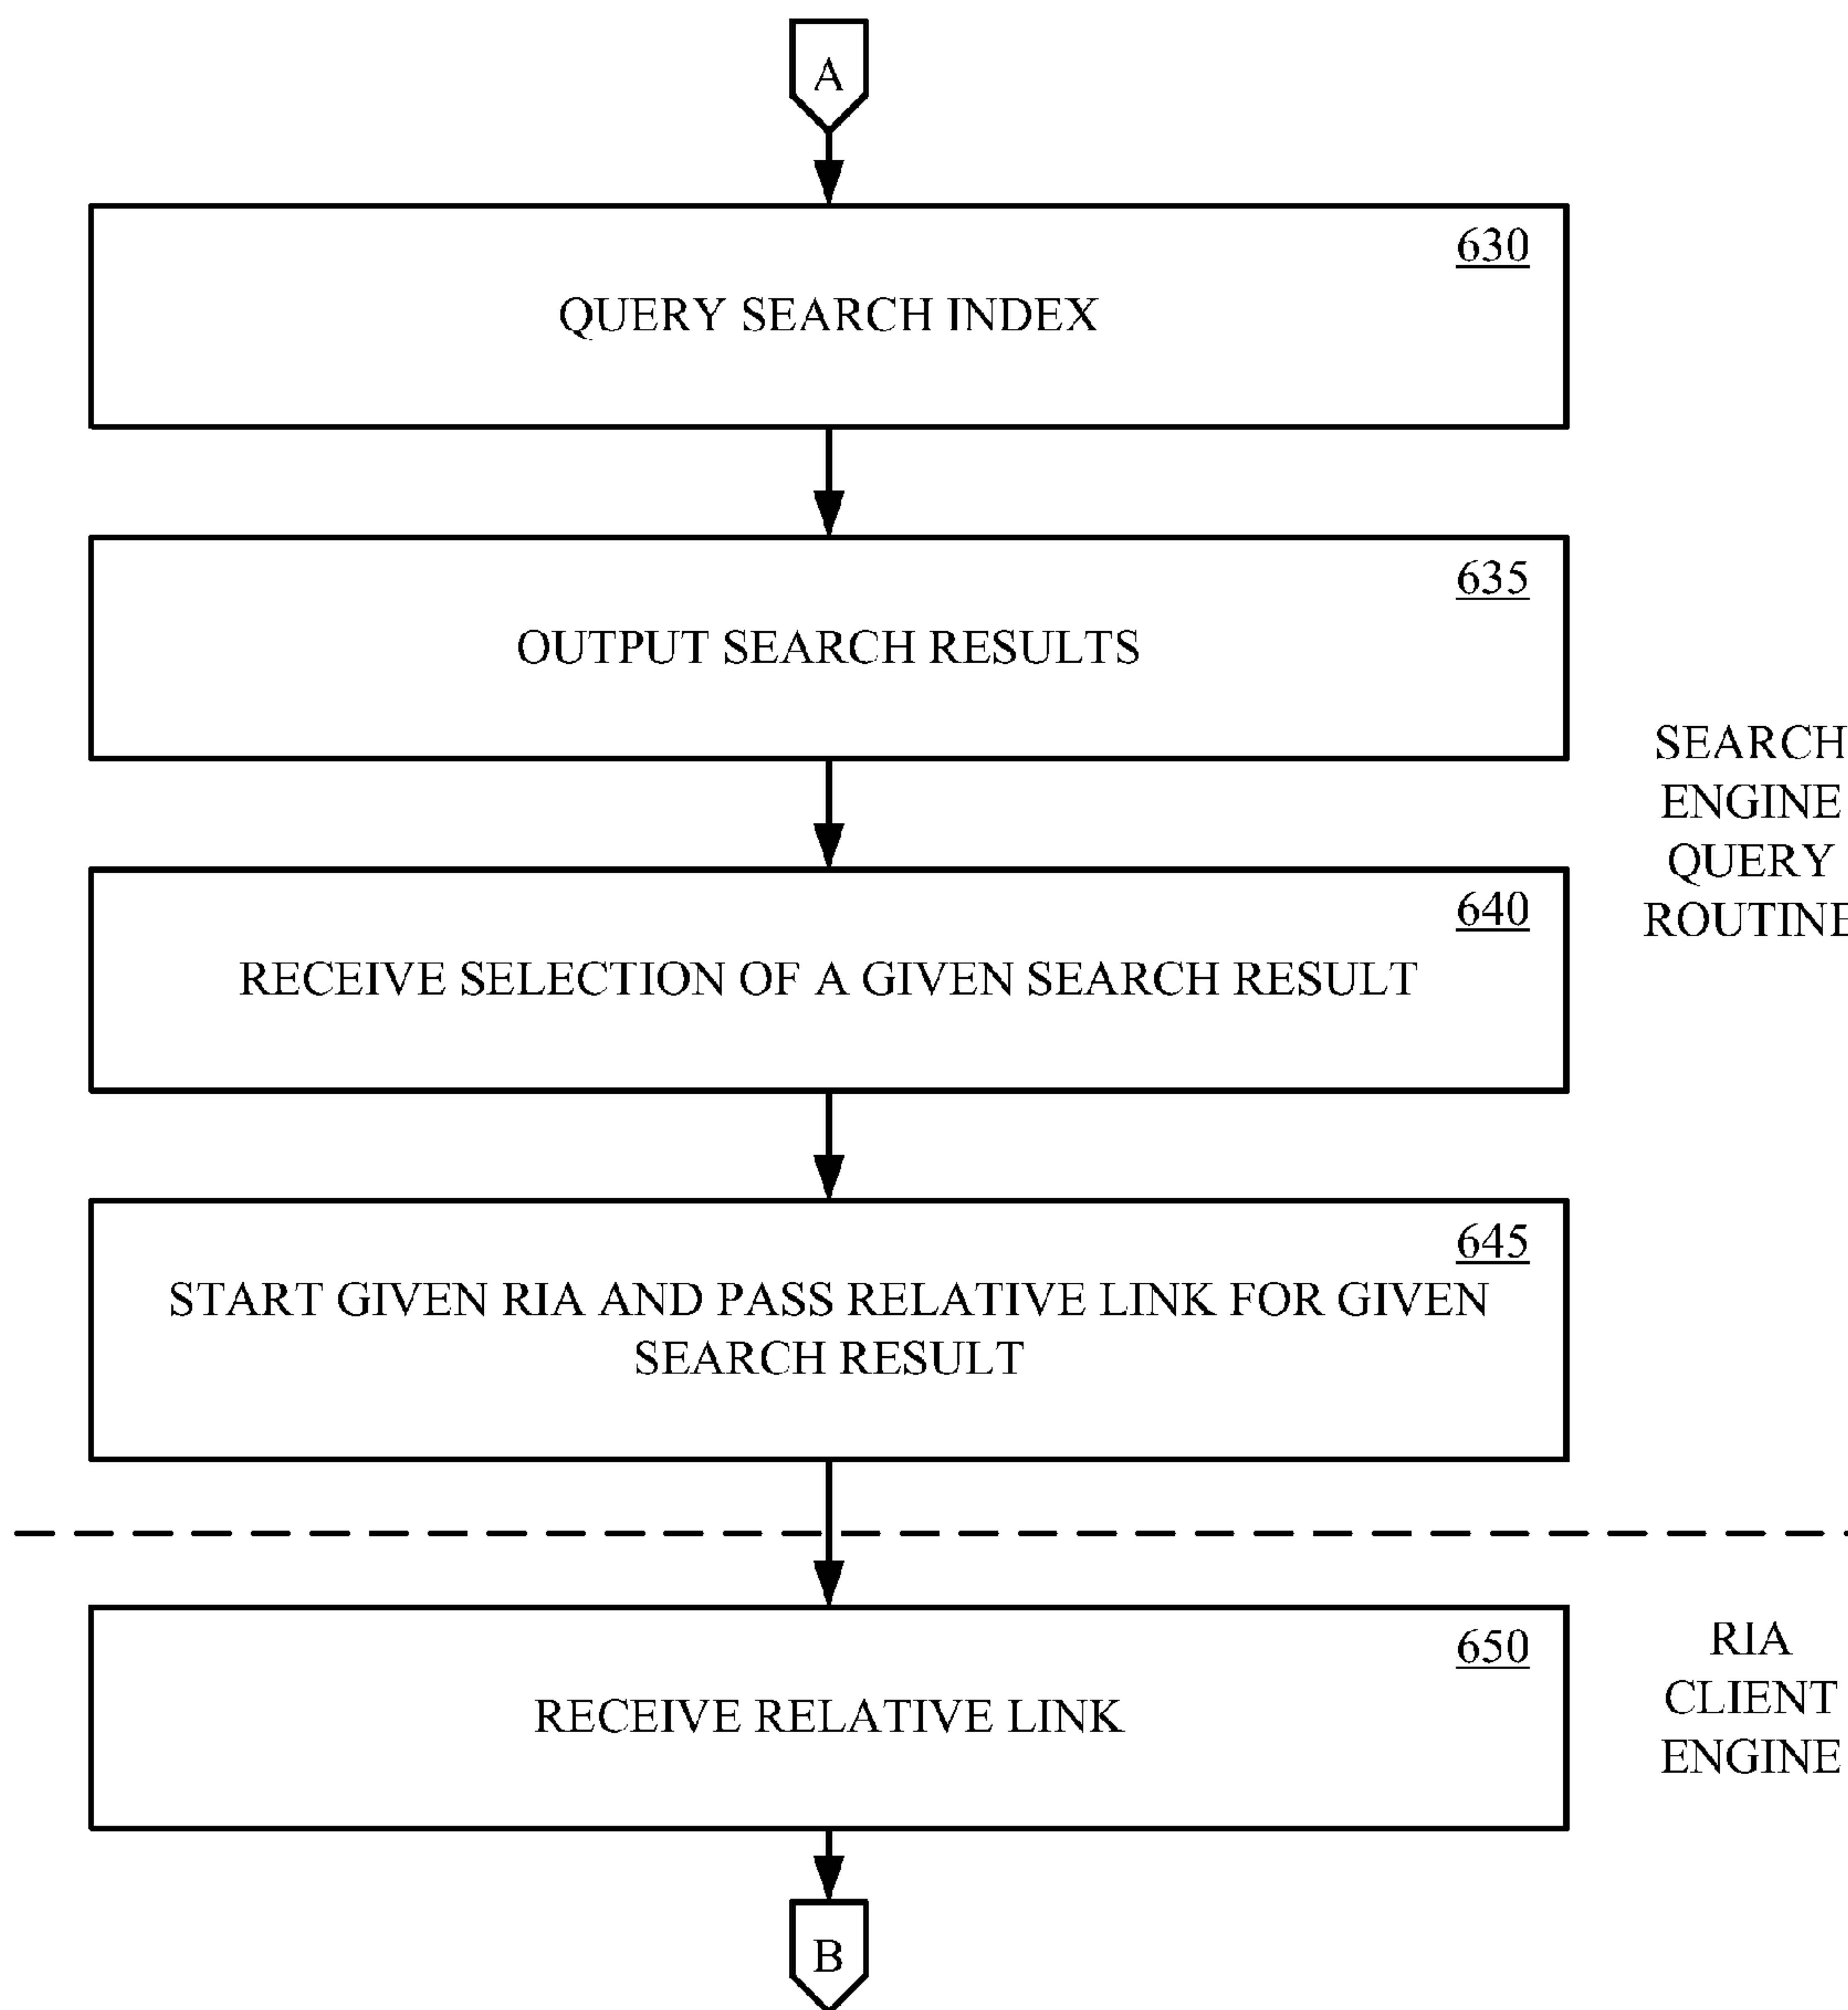 A
630
QUERY SEARCH INDEX
635
OUTPUT SEARCH RESULTS
SEARCH
ENGINE
QUERY
ROUTINE
640
RECEIVE SELECTION OF A GIVEN SEARCH RESULT
645
START GIVEN RIA AND PASS RELATIVE LINK FOR GIVEN
SEARCH RESULT
650
RECEIVE RELATIVE LINK
RIA
CLIENT
ENGINE
B